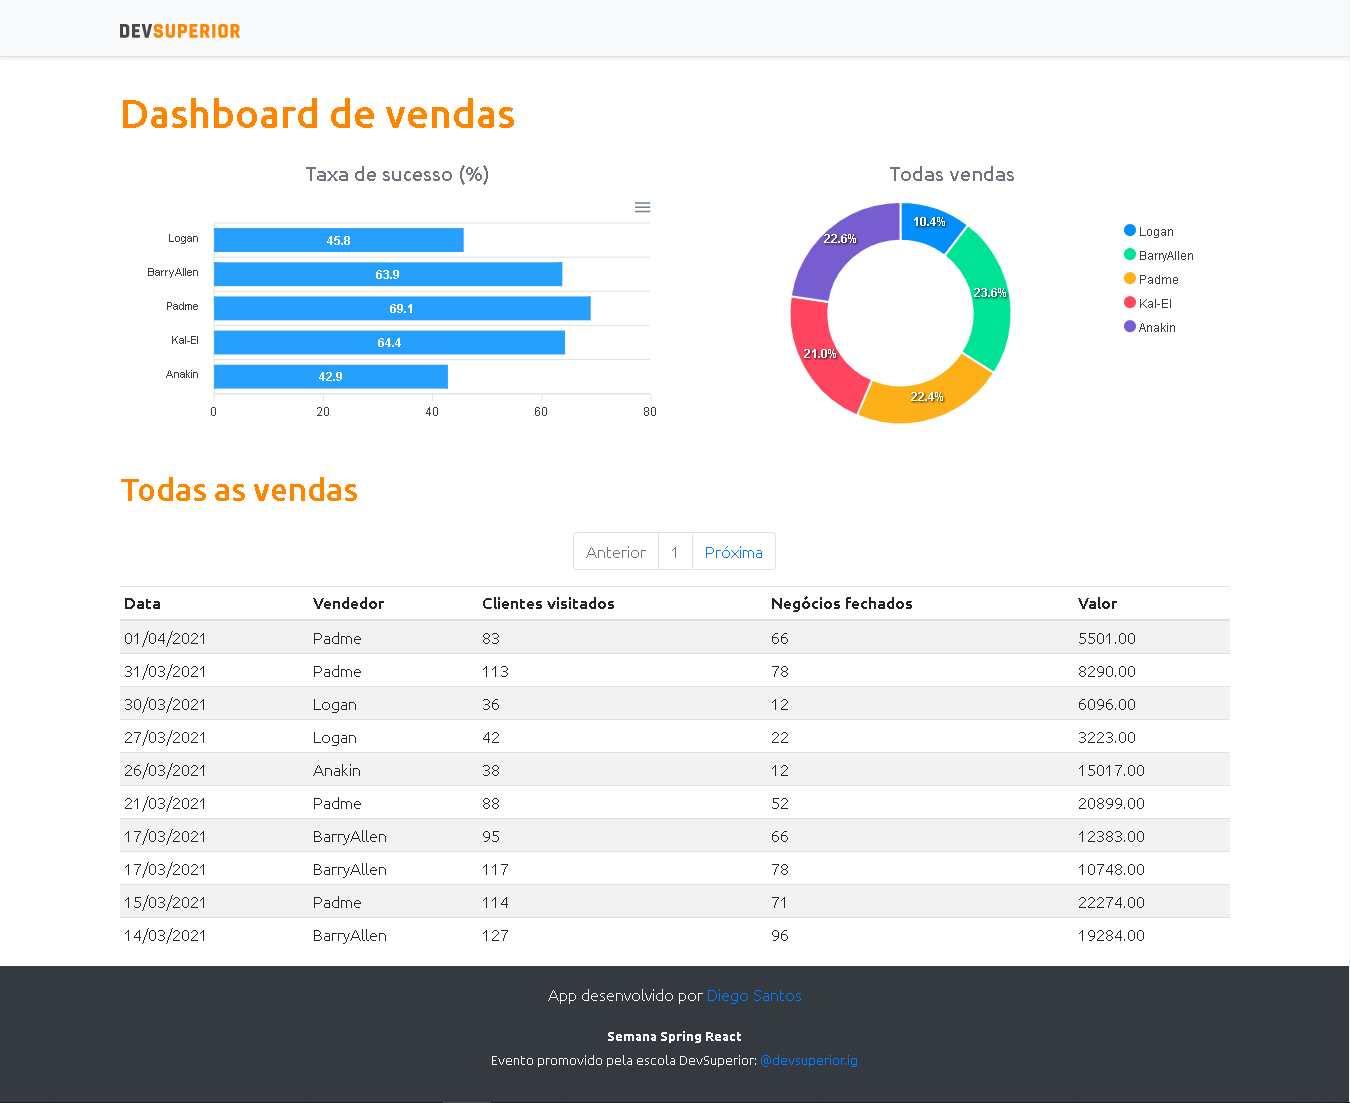 DEVSUPERIOR
Dashboard de vendas
Taxa de sucesso (%)
Logan 45.8
BarryAllen 63.9
Padme 69.1
Kal-El 64.4
Anakin 42.9
0 20 40 60 80
Todas vendas
10.4%
23.6%
22.4%
21.0%
22.6%
Logan
BarryAllen
Padme
Kal-El
Anakin
Todas as vendas
Anterior 1 Próxima
Data Vendedor Clientes visitados Negócios fechados Valor
01/04/2021 Padme 83 66 5501.00
31/03/2021 Padme 113 78 8290.00
30/03/2021 Logan 36 12 6096.00
27/03/2021 Logan 42 22 3223.00
26/03/2021 Anakin 38 12 15017.00
21/03/2021 Padme 88 52 20899.00
17/03/2021 BarryAllen 95 66 12383.00
17/03/2021 BarryAllen 117 78 10748.00
15/03/2021 Padme 114 71 22274.00
14/03/2021 BarryAllen 127 96 19284.00
App desenvolvido por Diego Santos
Semana Spring React
Evento promovido pela escola DevSuperior: @devsuperior.ig